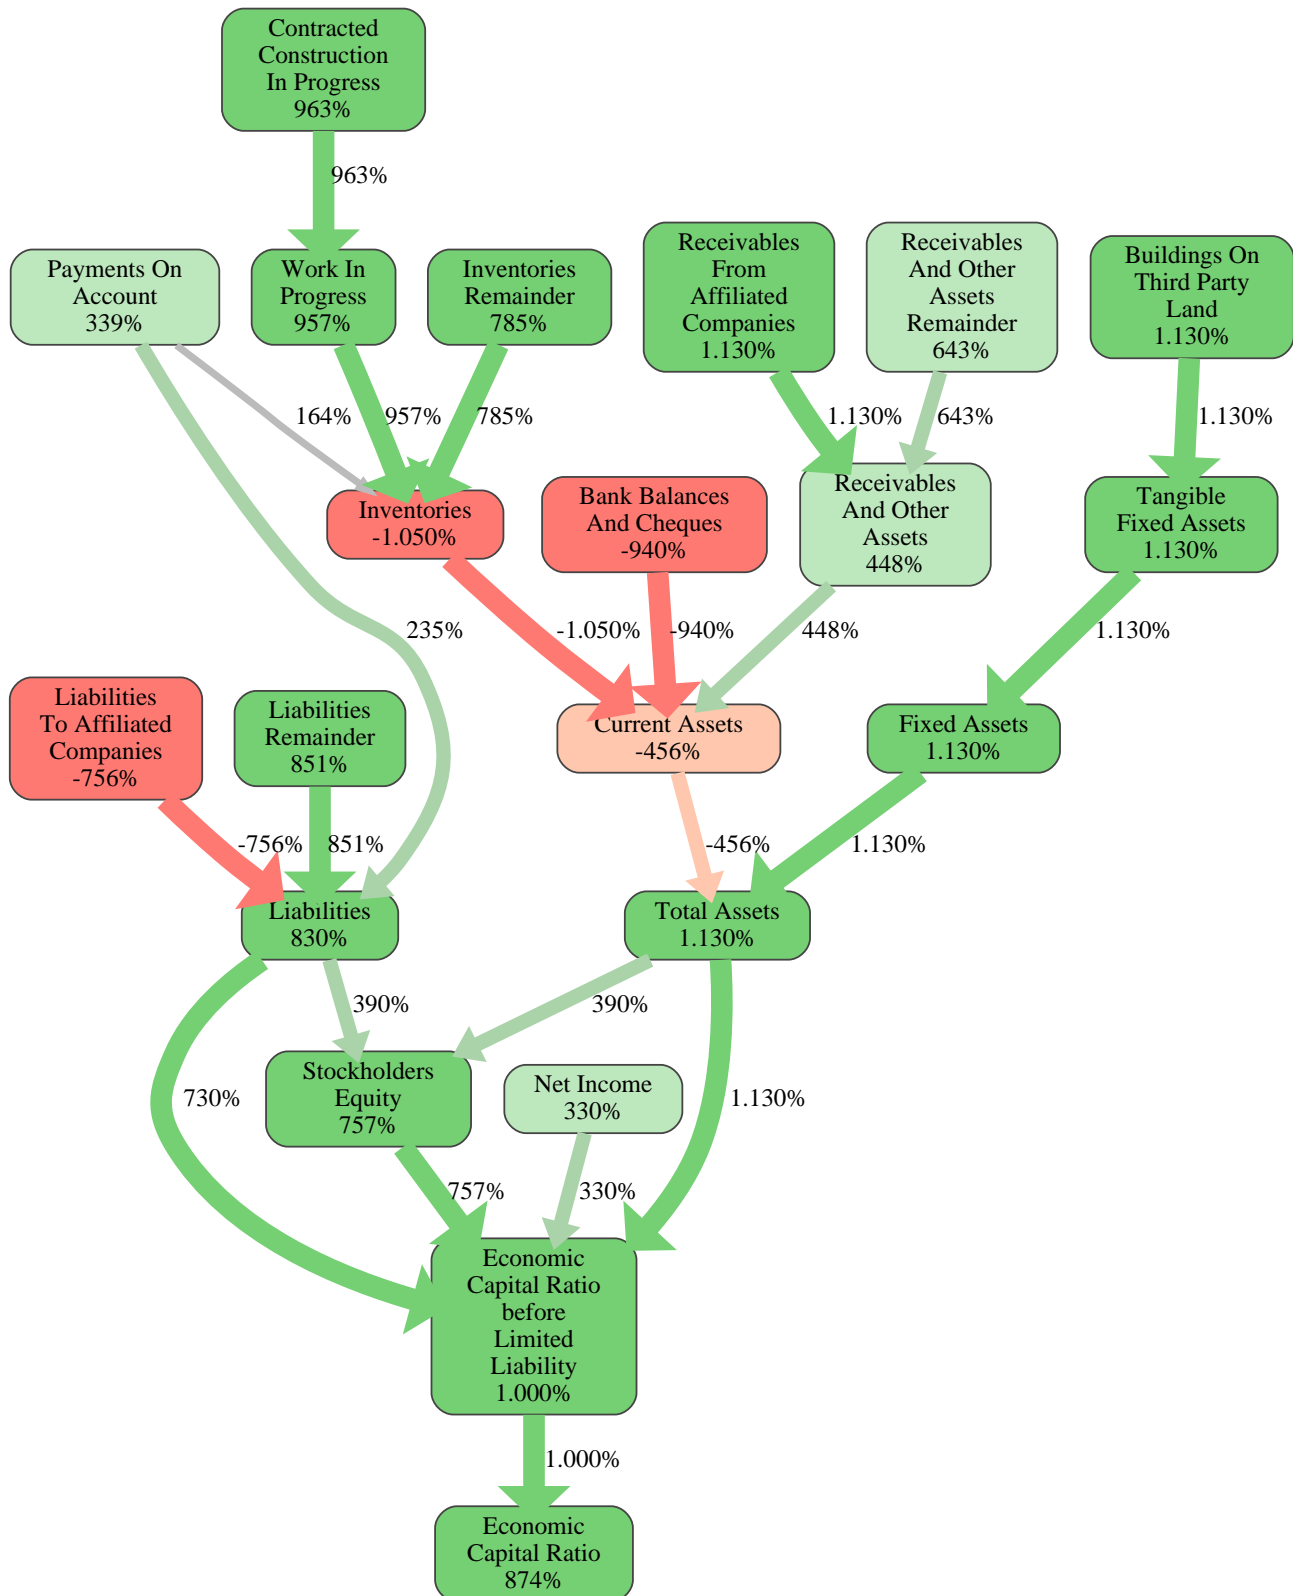 Contracted
Construction
In Progress
963%
963%
Payments On
Account
339%
Work In
Progress
957%
Inventories
Remainder
785%
Receivables
From
Affiliated
Companies
1.130%
Receivables
And Other
Assets
Remainder
643%
Buildings On
Third Party
Land
1.130%
164%
957%
785%
1.130%
643%
1.130%
Inventories
-1.050%
Bank Balances
And Cheques
-940%
Receivables
And Other
Assets
448%
Tangible
Fixed Assets
1.130%
235%
-1.050%
-940%
448%
1.130%
Liabilities
To Affiliated
Companies
-756%
Liabilities
Remainder
851%
Current Assets
-456%
Fixed Assets
1.130%
-756%
851%
-456%
1.130%
Liabilities
830%
Total Assets
1.130%
390%
390%
730%
Stockholders
Equity
757%
Net Income
330%
1.130%
757%
330%
Economic
Capital Ratio
before
Limited
Liability
1.000%
1.000%
Economic
Capital Ratio
874%